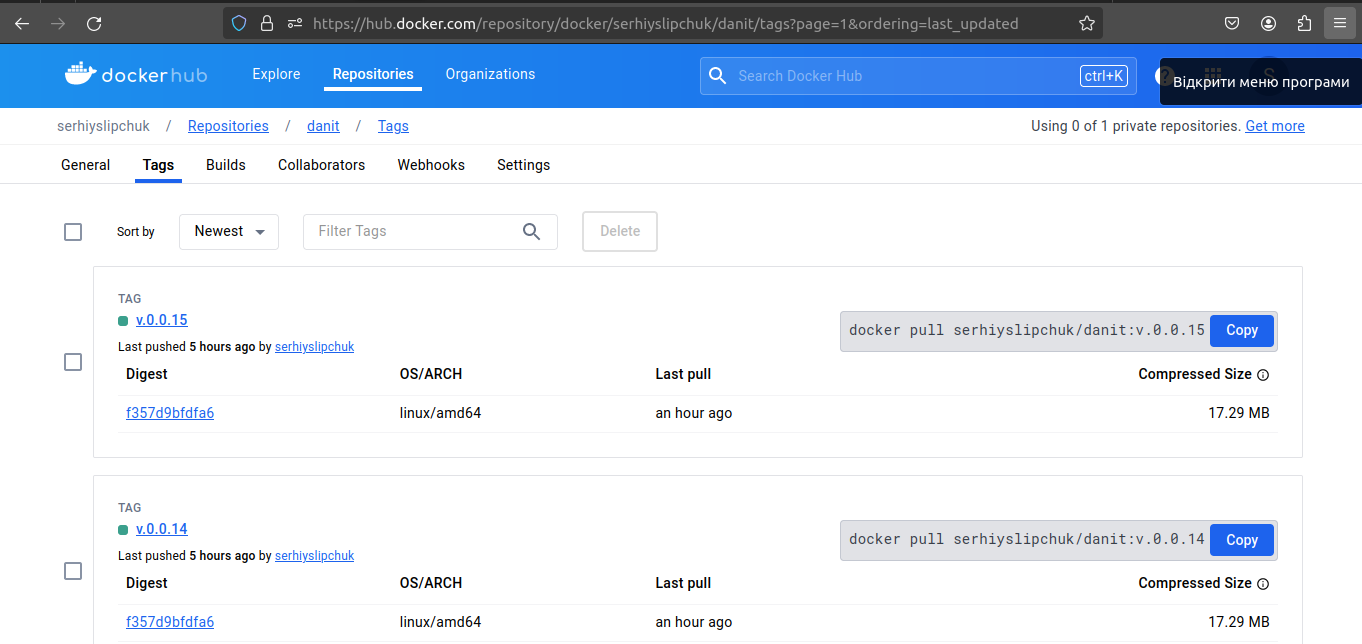 https://hub.docker.com/repository/docker/serhiyslipchuk/danit/tags?page=1&ordering=last_updated
dockerhub Explore Repositories Organizations Search Docker Hub ctrl+K
Відкрити меню програми
serhiyslipchuk / Repositories / danit / Tags Using 0 of 1 private repositories. Get more
General Tags Builds Collaborators Webhooks Settings
Sort by Newest Filter Tags Delete
TAG
v.0.0.15
docker pull serhiyslipchuk/danit:v.0.0.15 Copy
Last pushed 5 hours ago by serhiyslipchuk
Digest OS/ARCH Last pull Compressed Size
f357d9bfdfa6 linux/amd64 an hour ago 17.29 MB
TAG
v.0.0.14
docker pull serhiyslipchuk/danit:v.0.0.14 Copy
Last pushed 5 hours ago by serhiyslipchuk
Digest OS/ARCH Last pull Compressed Size
f357d9bfdfa6 linux/amd64 an hour ago 17.29 MB